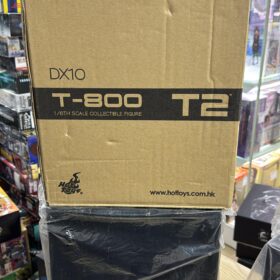 DX10
T-800 T2
1/6TH SCALE COLLECTIBLE FIGURE
Hot Toys
www.hottoys.com.hk